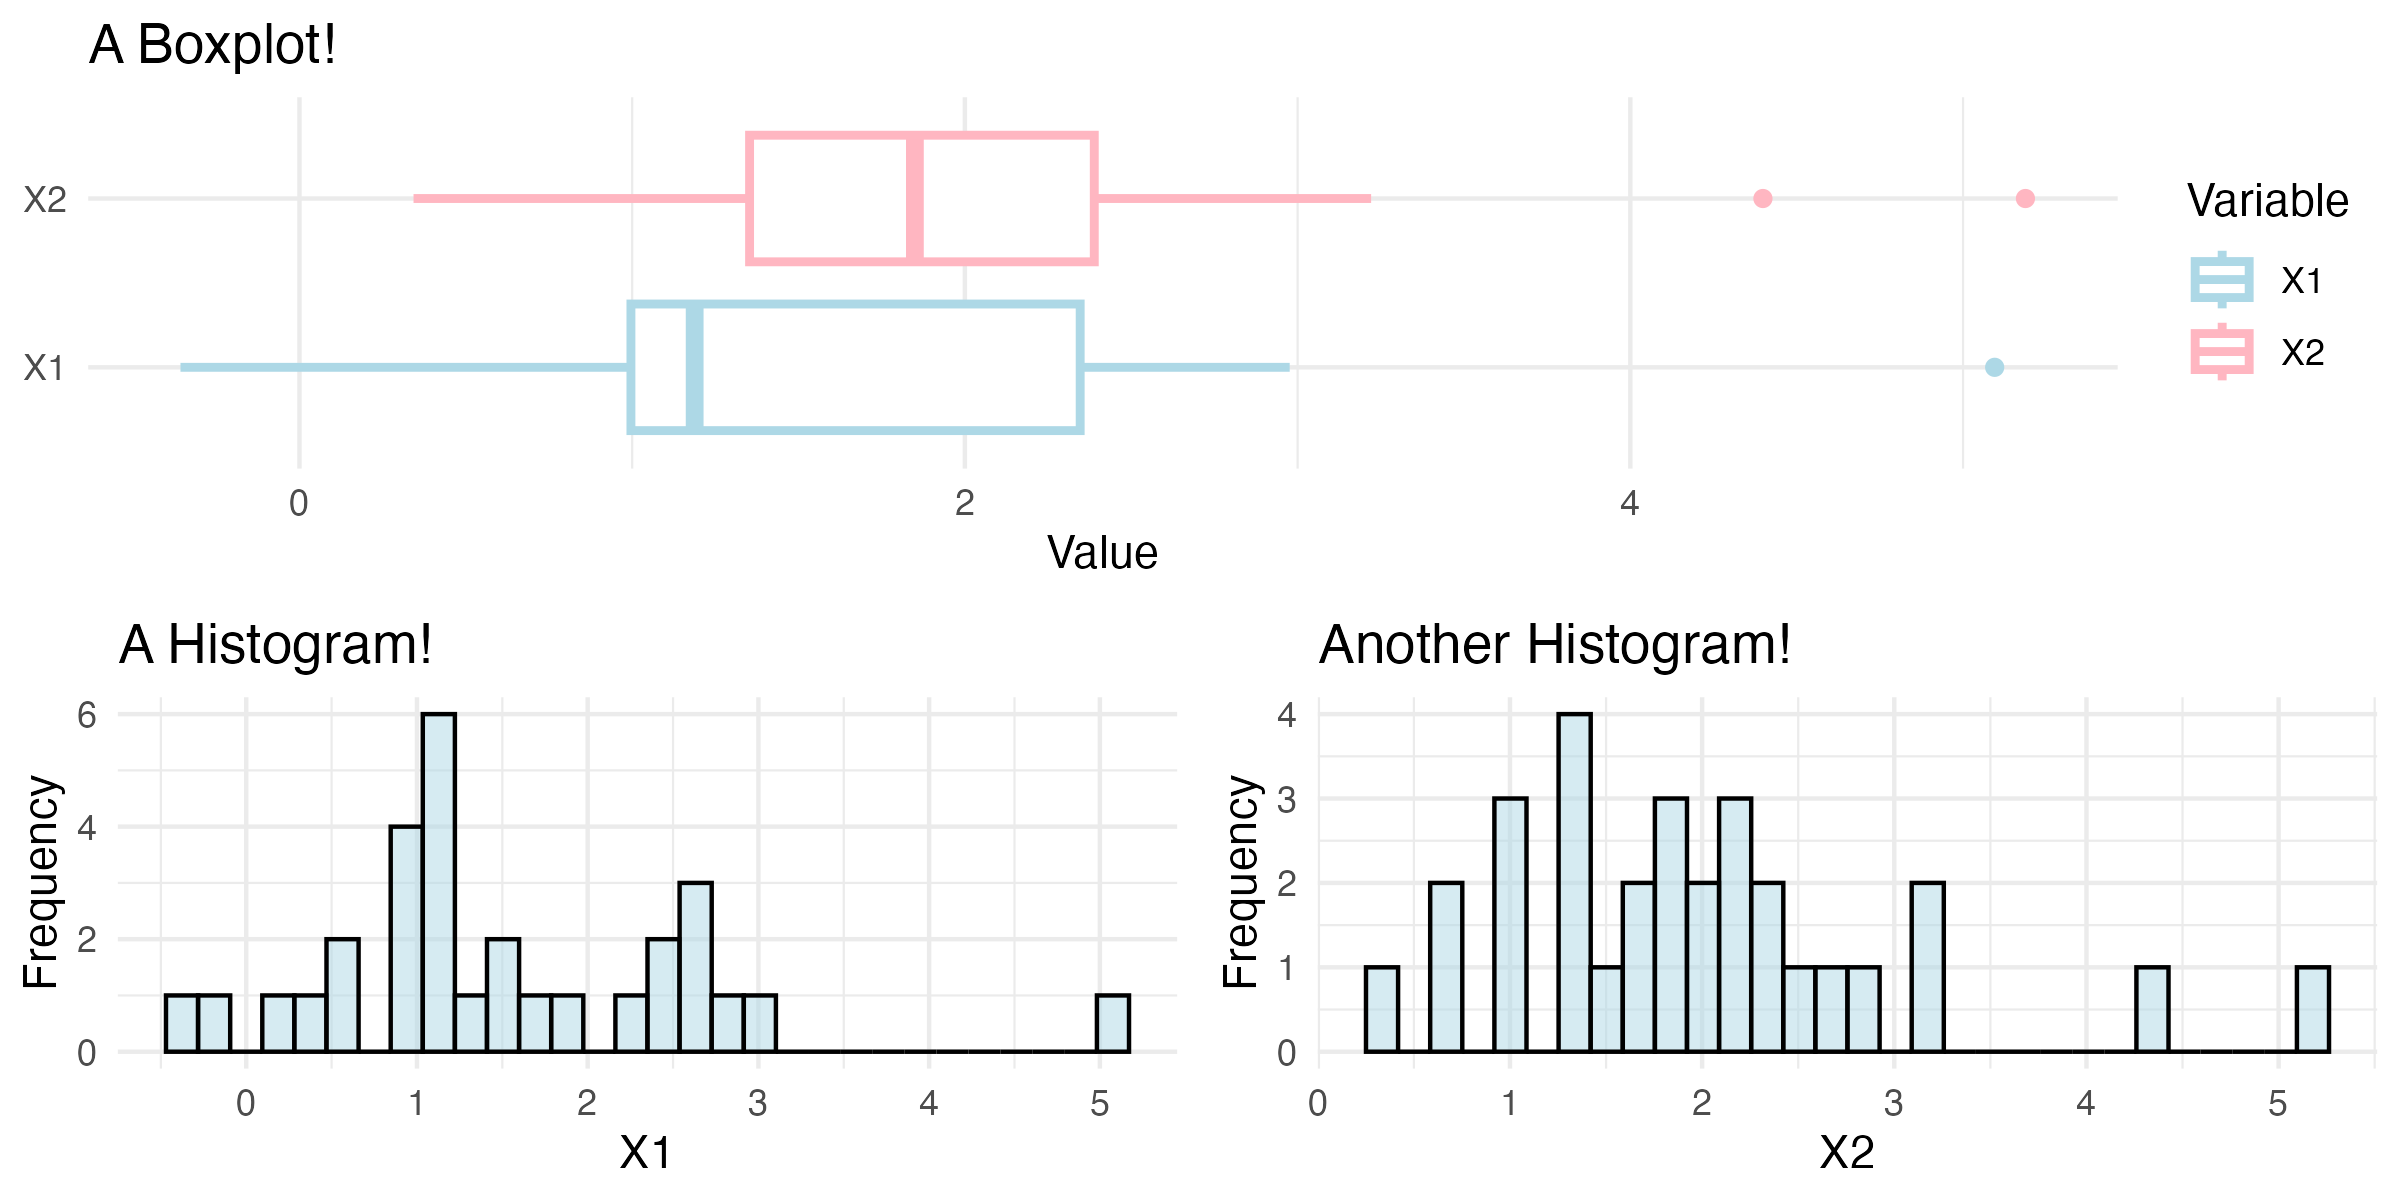 A Boxplot!
X2
X1
0 2 4
Value
Variable
X1
X2
A Histogram!
Frequency
6
4
2
0
0 1 2 3 4 5
X1
Another Histogram!
Frequency
4
3
2
1
0
0 1 2 3 4 5
X2